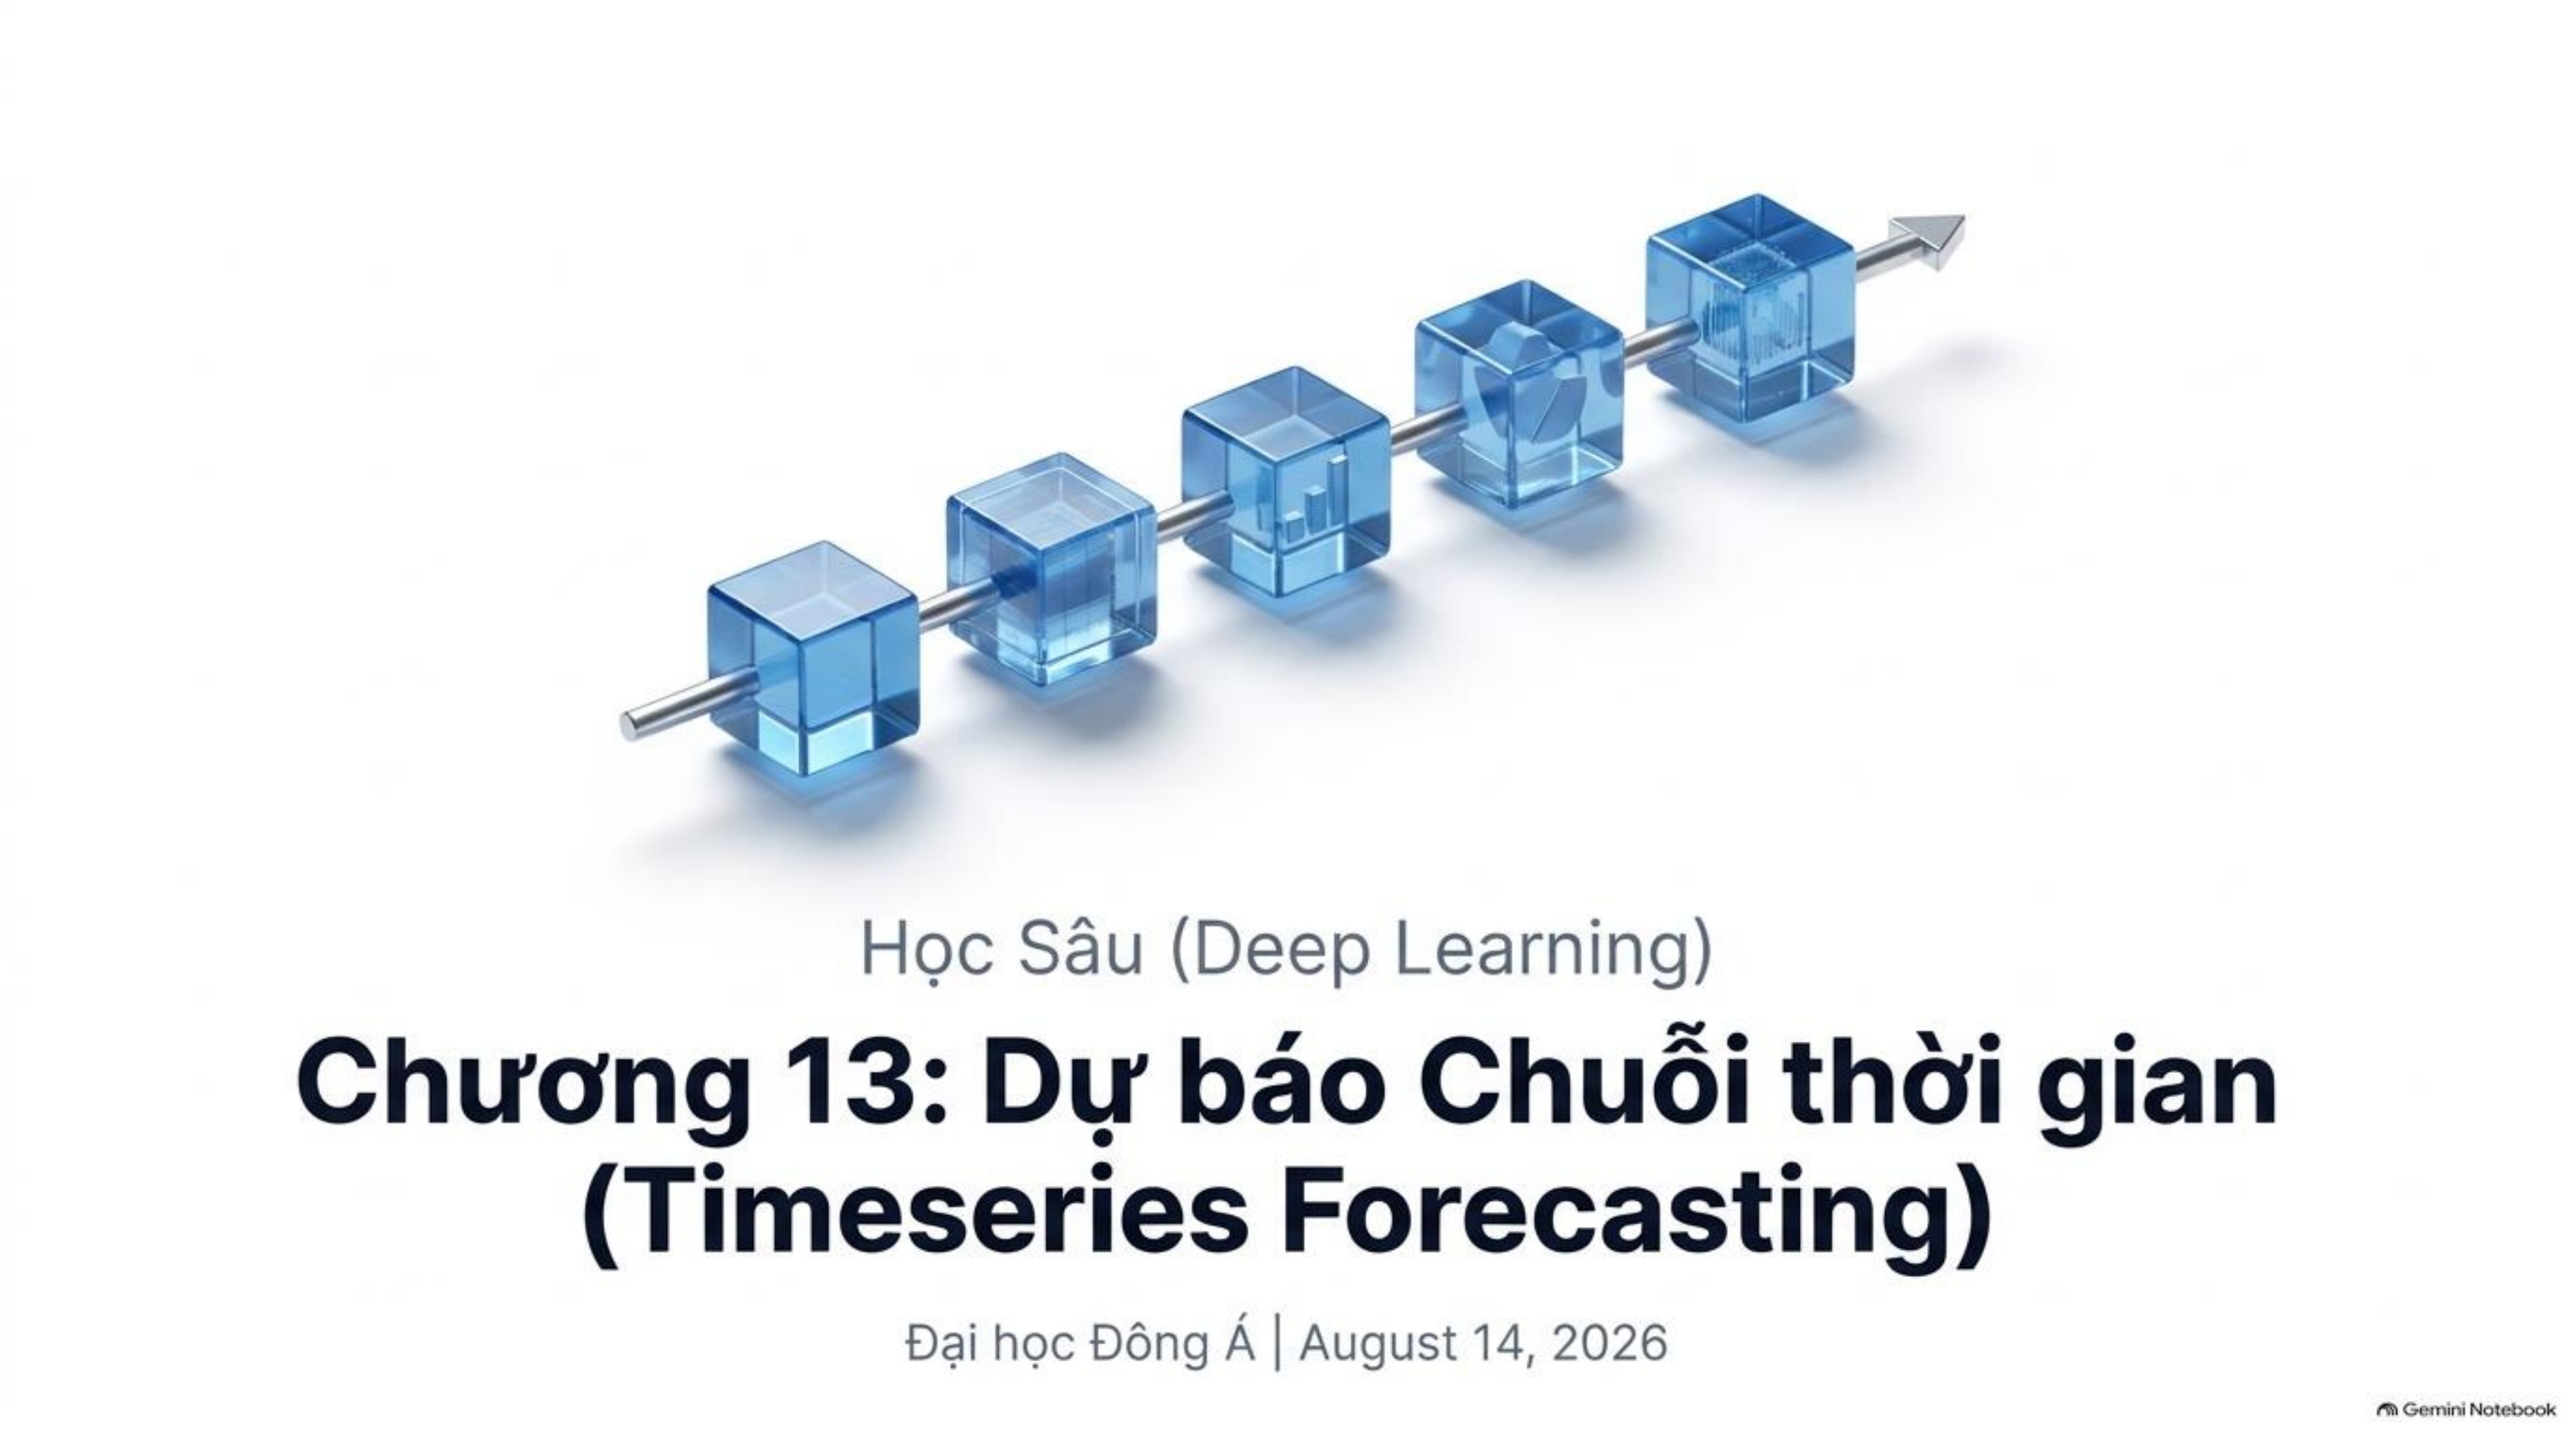 Học Sâu (Deep Learning)
Chương 13: Dự báo Chuỗi thời gian
(Timeseries Forecasting)
Đại học Đông Á | August 14, 2026
Gemini Notebook